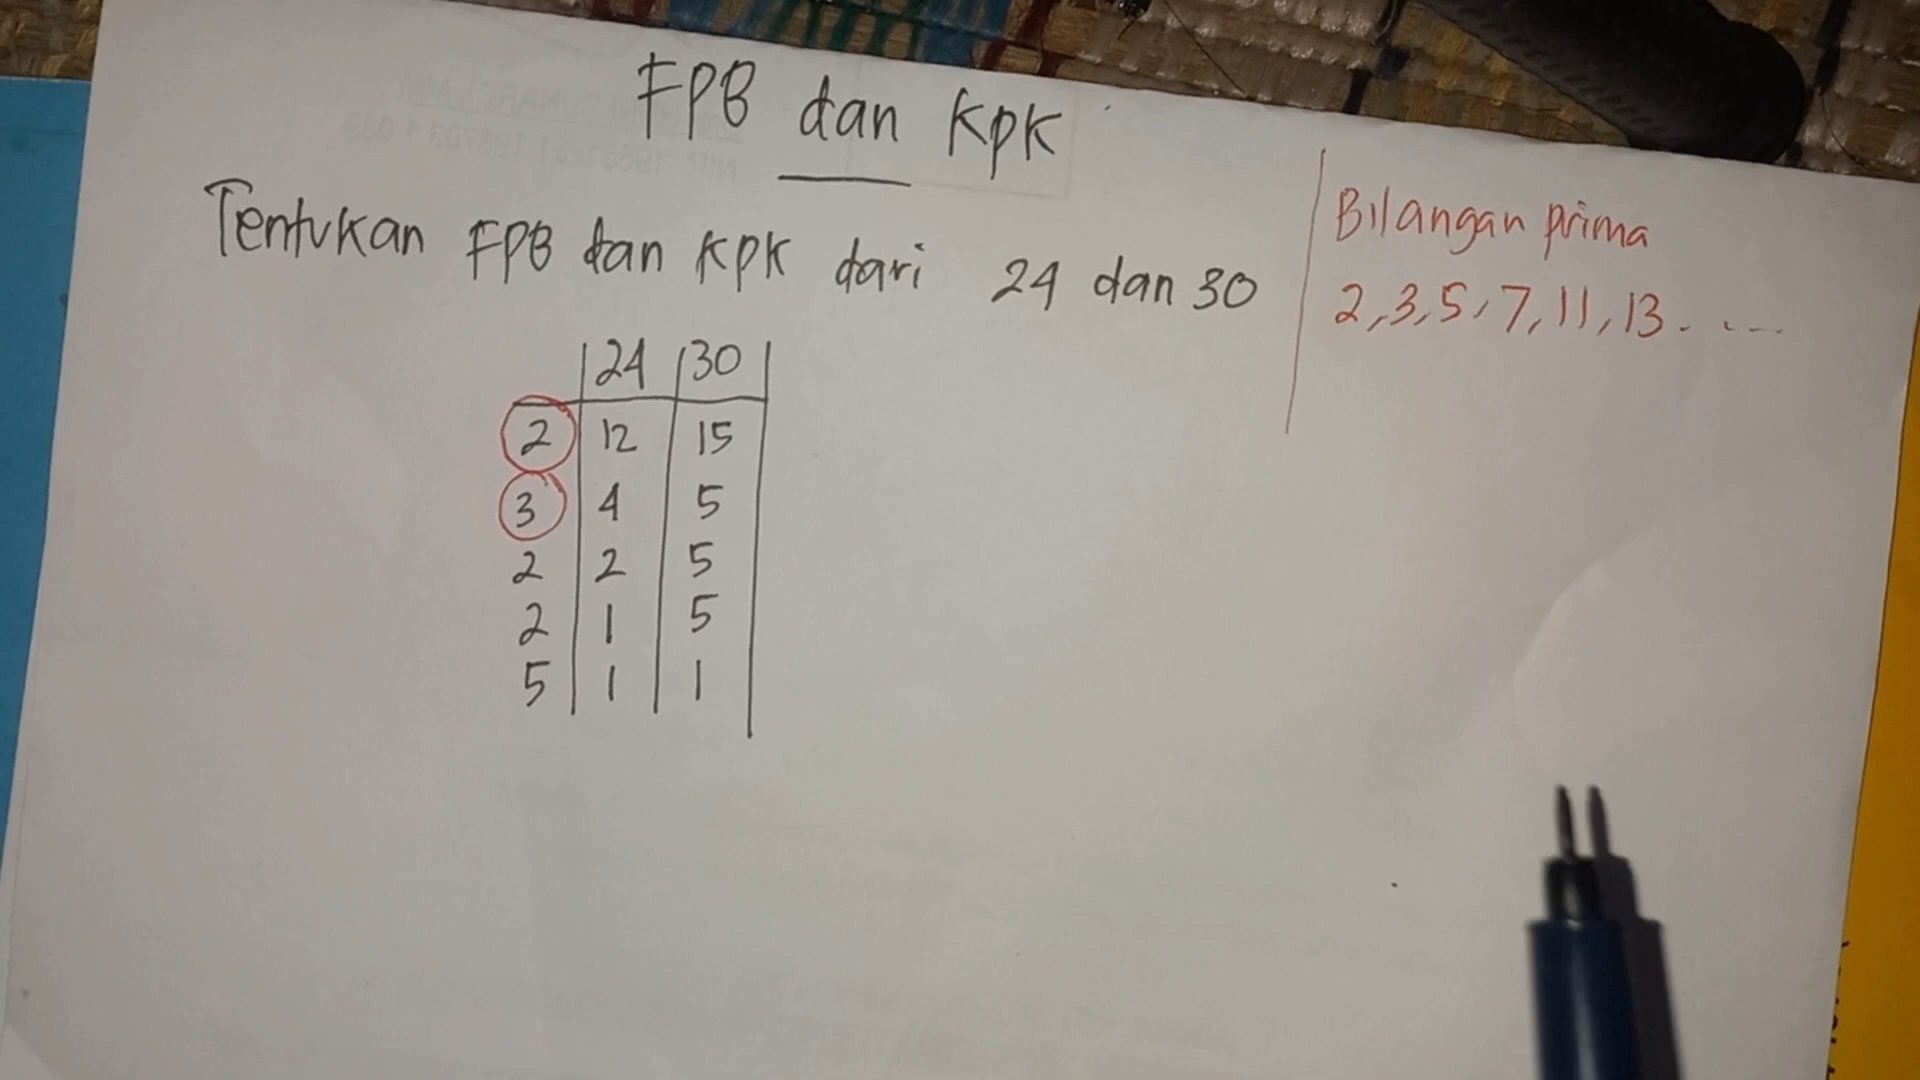 FPB dan KPK
Tentukan FPB dan KPK dari 24 dan 30
Bilangan prima
2, 3, 5, 7, 11, 13. ....
24 30
2 12 15
3 4 5
2 2 5
2 1 5
5 1 1